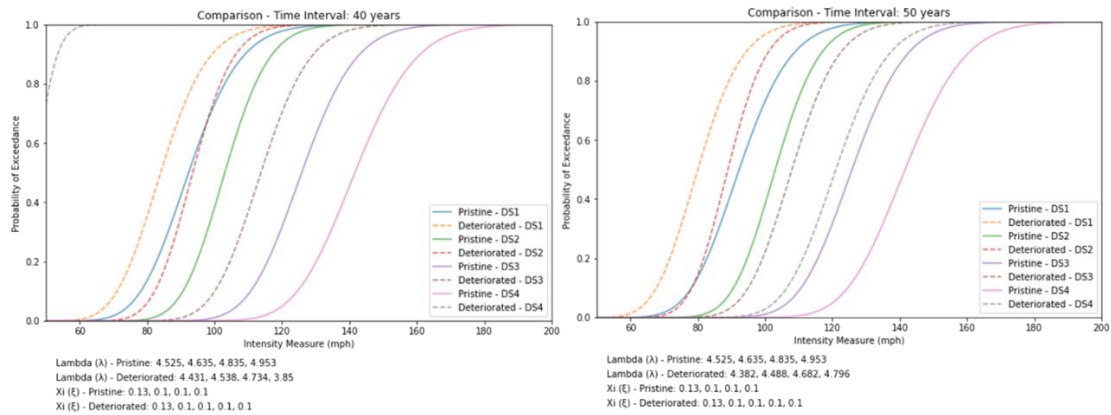 Comparison - Time Interval: 40 years
Probability of Exceedance
1.0
0.8
0.6
0.4
0.2
0.0
60 80 100 120 140 160 180 200
Intensity Measure (mph)
Pristine - DS1
Deteriorated - DS1
Pristine - DS2
Deteriorated - DS2
Pristine - DS3
Deteriorated - DS3
Pristine - DS4
Deteriorated - DS4
Lambda (λ) - Pristine: 4.525, 4.635, 4.835, 4.953
Lambda (λ) - Deteriorated: 4.431, 4.538, 4.734, 3.85
Xi (ξ) - Pristine: 0.13, 0.1, 0.1, 0.1
Xi (ξ) - Deteriorated: 0.13, 0.1, 0.1, 0.1, 0.1
Comparison - Time Interval: 50 years
Probability of Exceedance
1.0
0.8
0.6
0.4
0.2
0.0
60 80 100 120 140 160 180 200
Intensity Measure (mph)
Pristine - DS1
Deteriorated - DS1
Pristine - DS2
Deteriorated - DS2
Pristine - DS3
Deteriorated - DS3
Pristine - DS4
Deteriorated - DS4
Lambda (λ) - Pristine: 4.525, 4.635, 4.835, 4.953
Lambda (λ) - Deteriorated: 4.382, 4.488, 4.682, 4.796
Xi (ξ) - Pristine: 0.13, 0.1, 0.1, 0.1
Xi (ξ) - Deteriorated: 0.13, 0.1, 0.1, 0.1, 0.1